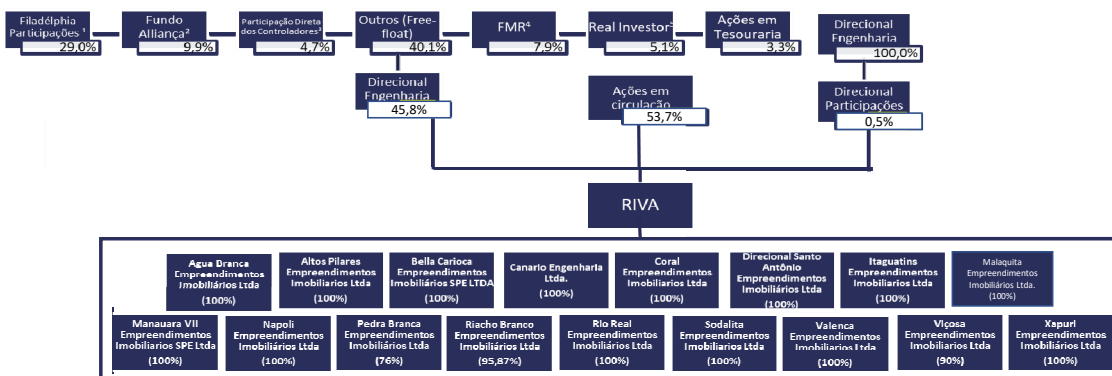 Filadélphia
Participações ¹
29,0%
Fundo
Alliança²
9,9%
Participação Direta
dos Controladores³
4,7%
Outros (Free-
float)
40,1%
FMR⁴
7,9%
Real Investor⁵
5,1%
Ações em
Tesouraria
3,3%
Direcional
Engenharia
100,0%
Direcional
Engenharia
45,8%
Ações em
circulação
53,7%
Direcional
Participações
0,5%
RIVA
Agua Branca
Empreendimentos
Imobiliários Ltda
(100%)
Altos Pilares
Empreendimentos
Imobiliários Ltda
(100%)
Bella Carioca
Empreendimentos
Imobiliários SPE LTDA
(100%)
Canario Engenharia
Ltda.
(100%)
Coral
Empreendimentos
Imobiliários Ltda
(100%)
Direcional Santo
Antônio
Empreendimentos
Imobiliários Ltda
(100%)
Itaguatins
Empreendimentos
Imobiliários Ltda
(100%)
Malaquita
Empreendimentos
Imobiliários Ltda.
(100%)
Manauara VII
Empreendimentos
Imobiliarios SPE Ltda
(100%)
Napoli
Empreendimentos
Imobiliários Ltda
(100%)
Pedra Branca
Empreendimentos
Imobiliários Ltda
(76%)
Riacho Branco
Empreendimentos
Imobiliários Ltda
(95,87%)
Rio Real
Empreendimentos
Imobiliários Ltda
(100%)
Sodalita
Empreendimentos
Imobiliários Ltda
(100%)
Valenca
Empreendimentos
Imobiliários Ltda
(100%)
Viçosa
Empreendimentos
Imobiliários Ltda
(90%)
Xapuri
Empreendimentos
Imobiliários Ltda
(100%)